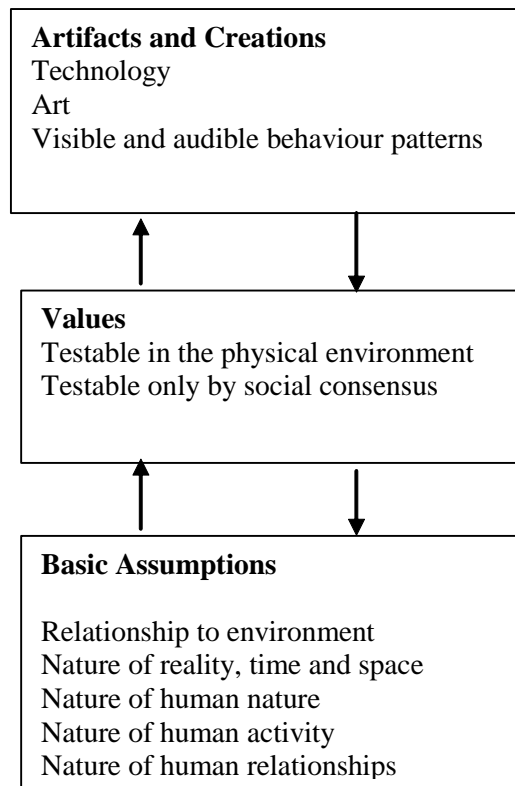 Artifacts and Creations
Technology
Art
Visible and audible behaviour patterns
Values
Testable in the physical environment
Testable only by social consensus
Basic Assumptions
Relationship to environment
Nature of reality, time and space
Nature of human nature
Nature of human activity
Nature of human relationships